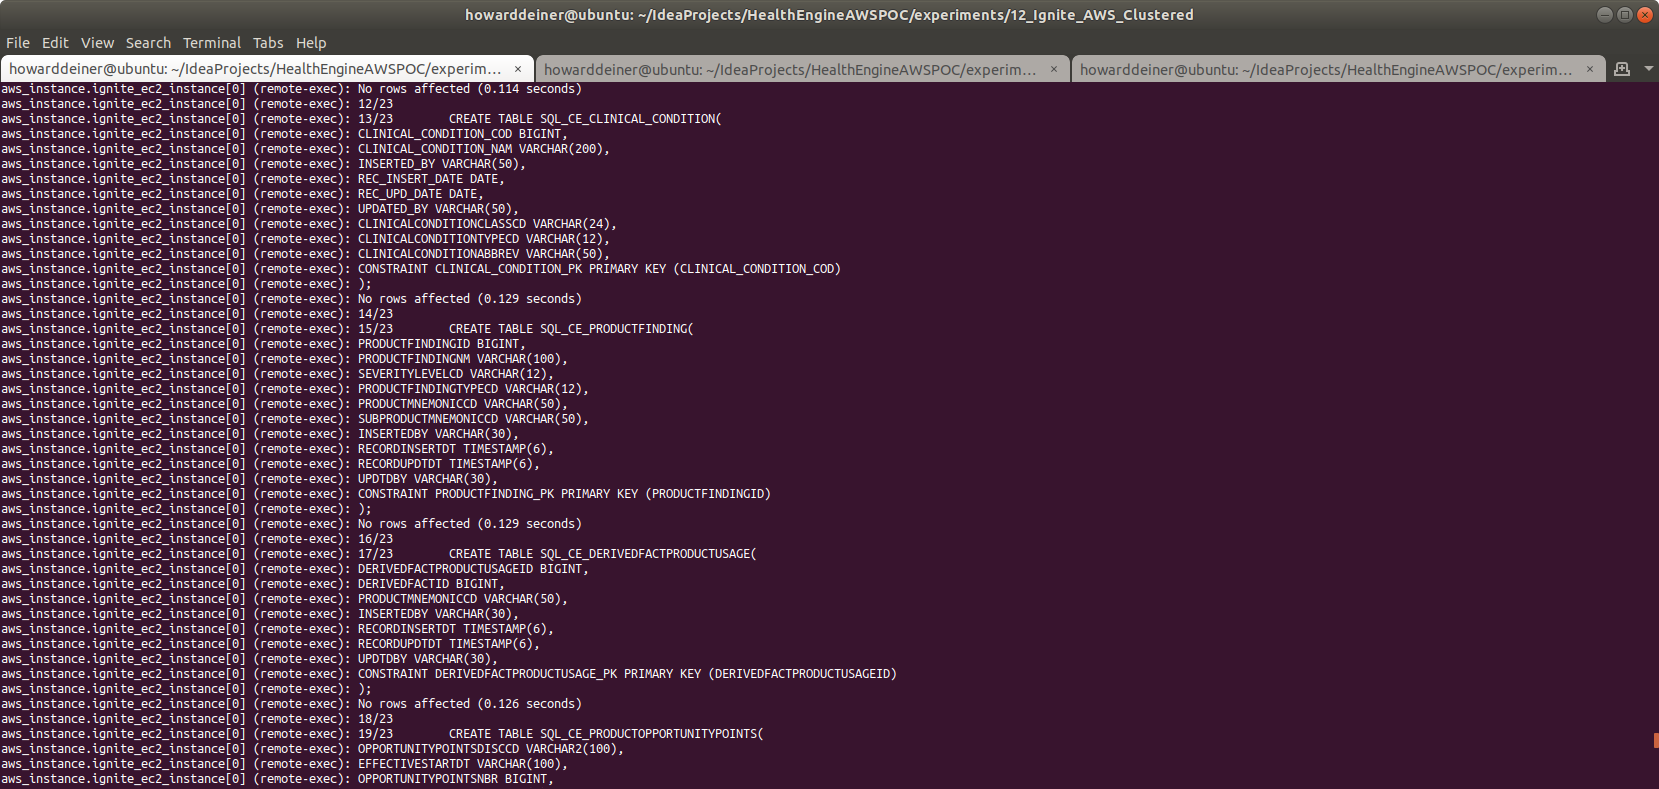 howarddeiner@ubuntu: ~/IdeaProjects/HealthEngineAWSPOC/experiments/12_Ignite_AWS_Clustered
File Edit View Search Terminal Tabs Help
howarddeiner@ubuntu: ~/IdeaProjects/HealthEngineAWSPOC/experim... × howarddeiner@ubuntu: ~/IdeaProjects/HealthEngineAWSPOC/experim... × howarddeiner@ubuntu: ~/IdeaProjects/HealthEngineAWSPOC/experim... ×
aws_instance.ignite_ec2_instance[0] (remote-exec): No rows affected (0.114 seconds)
aws_instance.ignite_ec2_instance[0] (remote-exec): 12/23
aws_instance.ignite_ec2_instance[0] (remote-exec): 13/23        CREATE TABLE SQL_CE_CLINICAL_CONDITION(
aws_instance.ignite_ec2_instance[0] (remote-exec): CLINICAL_CONDITION_COD BIGINT,
aws_instance.ignite_ec2_instance[0] (remote-exec): CLINICAL_CONDITION_NAM VARCHAR(200),
aws_instance.ignite_ec2_instance[0] (remote-exec): INSERTED_BY VARCHAR(50),
aws_instance.ignite_ec2_instance[0] (remote-exec): REC_INSERT_DATE DATE,
aws_instance.ignite_ec2_instance[0] (remote-exec): REC_UPD_DATE DATE,
aws_instance.ignite_ec2_instance[0] (remote-exec): UPDATED_BY VARCHAR(50),
aws_instance.ignite_ec2_instance[0] (remote-exec): CLINICALCONDITIONCLASSCD VARCHAR(24),
aws_instance.ignite_ec2_instance[0] (remote-exec): CLINICALCONDITIONTYPECD VARCHAR(12),
aws_instance.ignite_ec2_instance[0] (remote-exec): CLINICALCONDITIONABBREV VARCHAR(50),
aws_instance.ignite_ec2_instance[0] (remote-exec): CONSTRAINT CLINICAL_CONDITION_PK PRIMARY KEY (CLINICAL_CONDITION_COD)
aws_instance.ignite_ec2_instance[0] (remote-exec): );
aws_instance.ignite_ec2_instance[0] (remote-exec): No rows affected (0.129 seconds)
aws_instance.ignite_ec2_instance[0] (remote-exec): 14/23
aws_instance.ignite_ec2_instance[0] (remote-exec): 15/23        CREATE TABLE SQL_CE_PRODUCTFINDING(
aws_instance.ignite_ec2_instance[0] (remote-exec): PRODUCTFINDINGID BIGINT,
aws_instance.ignite_ec2_instance[0] (remote-exec): PRODUCTFINDINGNM VARCHAR(100),
aws_instance.ignite_ec2_instance[0] (remote-exec): SEVERITYLEVELCD VARCHAR(12),
aws_instance.ignite_ec2_instance[0] (remote-exec): PRODUCTFINDINGTYPECD VARCHAR(12),
aws_instance.ignite_ec2_instance[0] (remote-exec): PRODUCTMNEMONICCD VARCHAR(50),
aws_instance.ignite_ec2_instance[0] (remote-exec): SUBPRODUCTMNEMONICCD VARCHAR(50),
aws_instance.ignite_ec2_instance[0] (remote-exec): INSERTEDBY VARCHAR(30),
aws_instance.ignite_ec2_instance[0] (remote-exec): RECORDINSERTDT TIMESTAMP(6),
aws_instance.ignite_ec2_instance[0] (remote-exec): RECORDUPDTDT TIMESTAMP(6),
aws_instance.ignite_ec2_instance[0] (remote-exec): UPDTDBY VARCHAR(30),
aws_instance.ignite_ec2_instance[0] (remote-exec): CONSTRAINT PRODUCTFINDING_PK PRIMARY KEY (PRODUCTFINDINGID)
aws_instance.ignite_ec2_instance[0] (remote-exec): );
aws_instance.ignite_ec2_instance[0] (remote-exec): No rows affected (0.129 seconds)
aws_instance.ignite_ec2_instance[0] (remote-exec): 16/23
aws_instance.ignite_ec2_instance[0] (remote-exec): 17/23        CREATE TABLE SQL_CE_DERIVEDFACTPRODUCTUSAGE(
aws_instance.ignite_ec2_instance[0] (remote-exec): DERIVEDFACTPRODUCTUSAGEID BIGINT,
aws_instance.ignite_ec2_instance[0] (remote-exec): DERIVEDFACTID BIGINT,
aws_instance.ignite_ec2_instance[0] (remote-exec): PRODUCTMNEMONICCD VARCHAR(50),
aws_instance.ignite_ec2_instance[0] (remote-exec): INSERTEDBY VARCHAR(30),
aws_instance.ignite_ec2_instance[0] (remote-exec): RECORDINSERTDT TIMESTAMP(6),
aws_instance.ignite_ec2_instance[0] (remote-exec): RECORDUPDTDT TIMESTAMP(6),
aws_instance.ignite_ec2_instance[0] (remote-exec): UPDTDBY VARCHAR(30),
aws_instance.ignite_ec2_instance[0] (remote-exec): CONSTRAINT DERIVEDFACTPRODUCTUSAGE_PK PRIMARY KEY (DERIVEDFACTPRODUCTUSAGEID)
aws_instance.ignite_ec2_instance[0] (remote-exec): );
aws_instance.ignite_ec2_instance[0] (remote-exec): No rows affected (0.126 seconds)
aws_instance.ignite_ec2_instance[0] (remote-exec): 18/23
aws_instance.ignite_ec2_instance[0] (remote-exec): 19/23        CREATE TABLE SQL_CE_PRODUCTOPPORTUNITYPOINTS(
aws_instance.ignite_ec2_instance[0] (remote-exec): OPPORTUNITYPOINTSDISCCD VARCHAR2(100),
aws_instance.ignite_ec2_instance[0] (remote-exec): EFFECTIVESTARTDT VARCHAR(100),
aws_instance.ignite_ec2_instance[0] (remote-exec): OPPORTUNITYPOINTSNBR BIGINT,